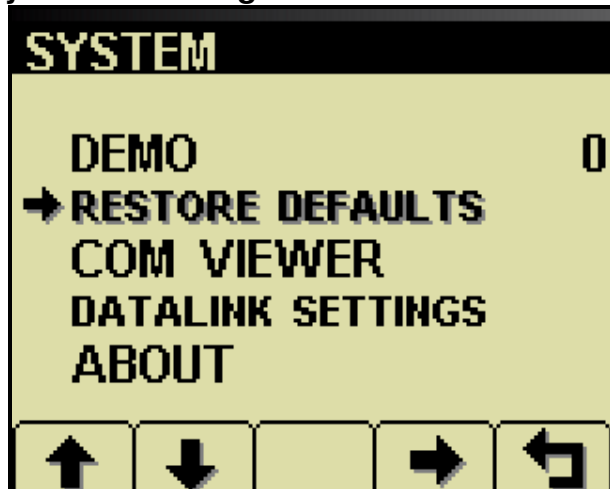 SYSTEM
DEMO 0
RESTORE DEFAULTS
COM VIEWER
DATALINK SETTINGS
ABOUT